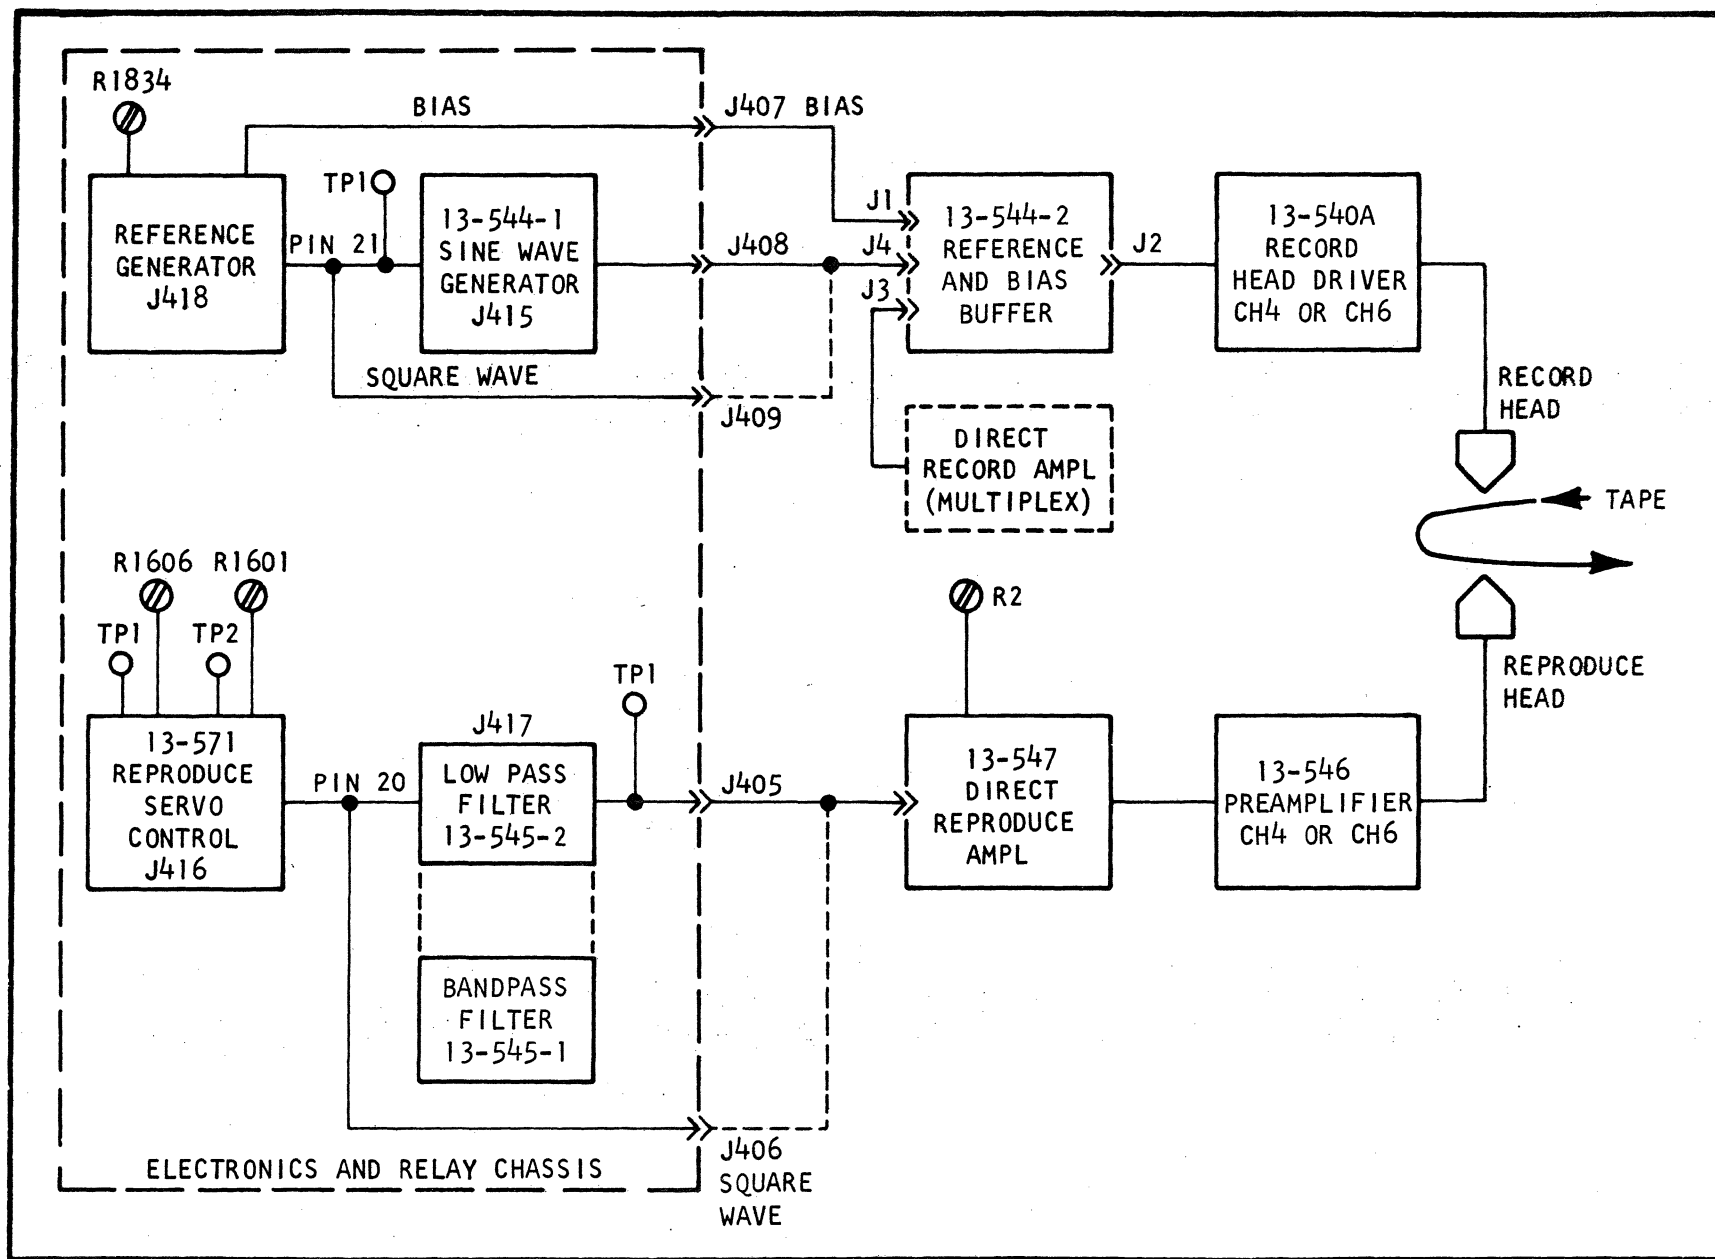 R1834
BIAS
J407 BIAS
TP1
REFERENCE
GENERATOR
J418
PIN 21
13-544-1
SINE WAVE
GENERATOR
J415
J408
J1
J4
J3
13-544-2
REFERENCE
AND BIAS
BUFFER
J2
13-540A
RECORD
HEAD DRIVER
CH4 OR CH6
SQUARE WAVE
J409
DIRECT
RECORD AMPL
(MULTIPLEX)
RECORD
HEAD
TAPE
R1606
R1601
TP1
TP2
R2
REPRODUCE
HEAD
TP1
J417
13-571
REPRODUCE
SERVO
CONTROL
J416
PIN 20
LOW PASS
FILTER
13-545-2
J405
13-547
DIRECT
REPRODUCE
AMPL
13-546
PREAMPLIFIER
CH4 OR CH6
BANDPASS
FILTER
13-545-1
ELECTRONICS AND RELAY CHASSIS
J406
SQUARE
WAVE